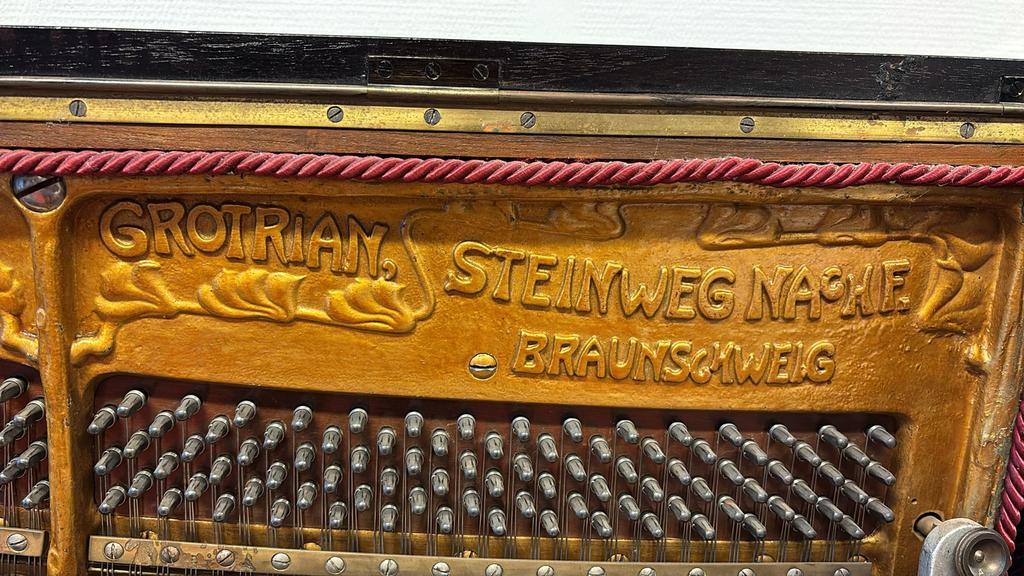 GROTRIAN,
STEINWEG NACHF.
BRAUNSCHWEIG